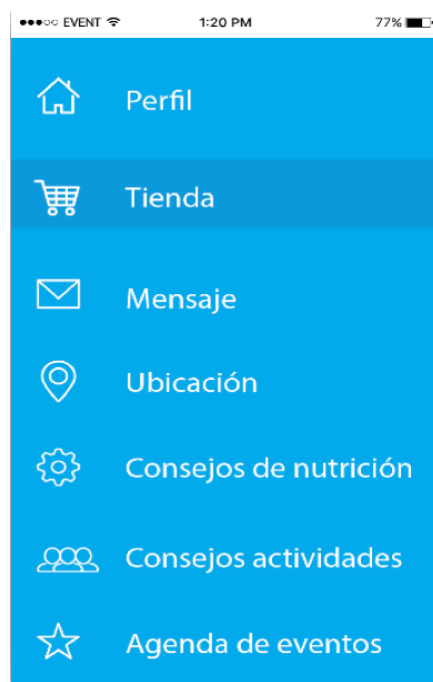 EVENT 1:20 PM 77%
Perfil
Tienda
Mensaje
Ubicación
Consejos de nutrición
Consejos actividades
Agenda de eventos